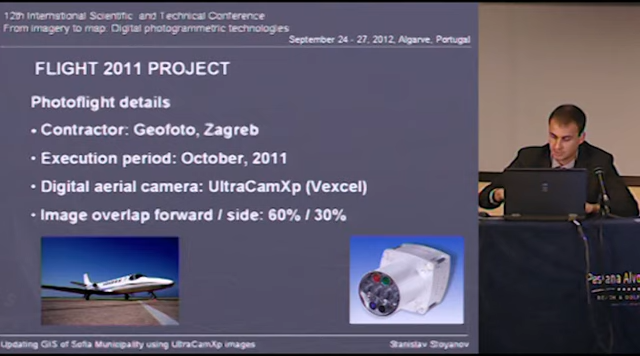 12th International Scientific and Technical Conference
From imagery to map: Digital photogrammetric technologies
September 24 - 27, 2012, Algarve, Portugal
FLIGHT 2011 PROJECT
Photoflight details
• Contractor: Geofoto, Zagreb
• Execution period: October, 2011
• Digital aerial camera: UltraCamXp (Vexcel)
• Image overlap forward / side: 60% / 30%
Pestana Alvo
Updating GIS of Sofia Municipality using UltraCamXp images
Stanislav Stoyanov